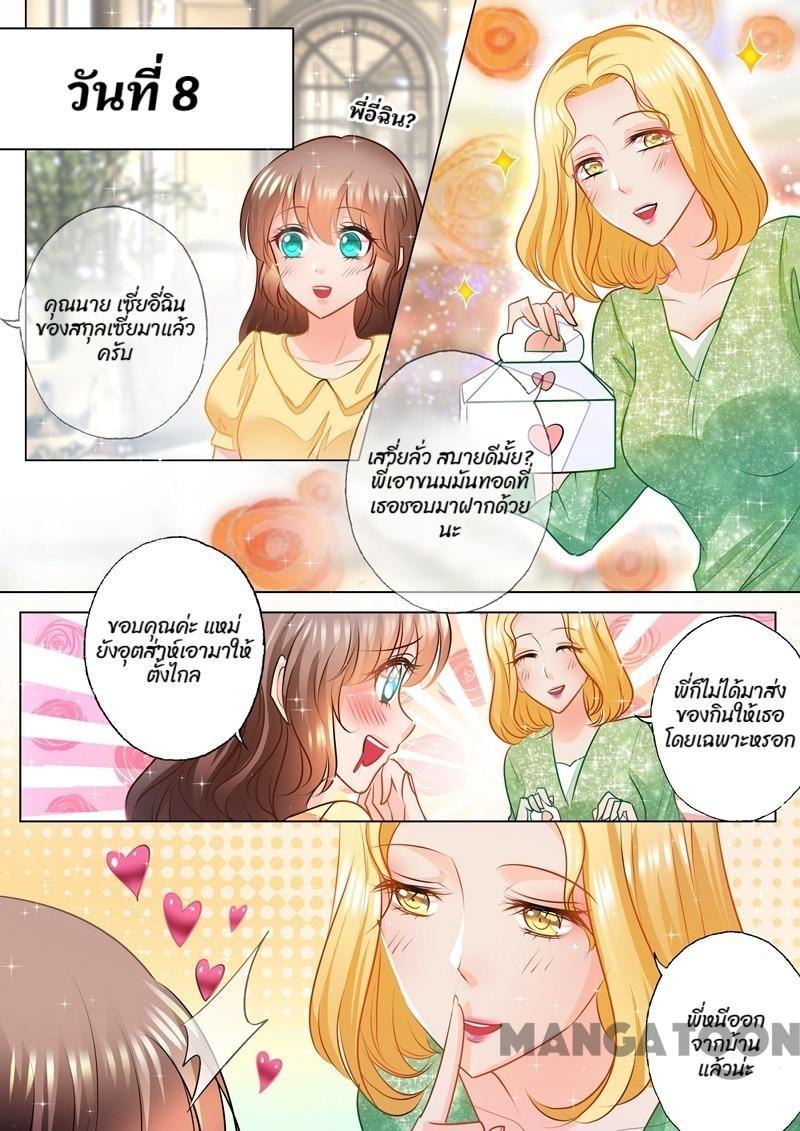 วันที่ 8
พี่อี่ฉิน?
คุณนาย เซี่ยอี่ฉิน
ของสกุลเซี่ยมาแล้ว
ครับ
เสวี่ยลั่ว สบายดีมั้ย?
พี่เอาขนมมันทอดที่
เธอชอบมาฝากด้วย
นะ
ขอบคุณค่ะ แหม่
ยังอุตส่าห์เอามาให้
ตั้งไกล
พี่ก็ไม่ได้มาส่ง
ของกินให้เธอ
โดยเฉพาะหรอก
พี่หนีออก
จากบ้าน
แล้วน่ะ
MANGATOON